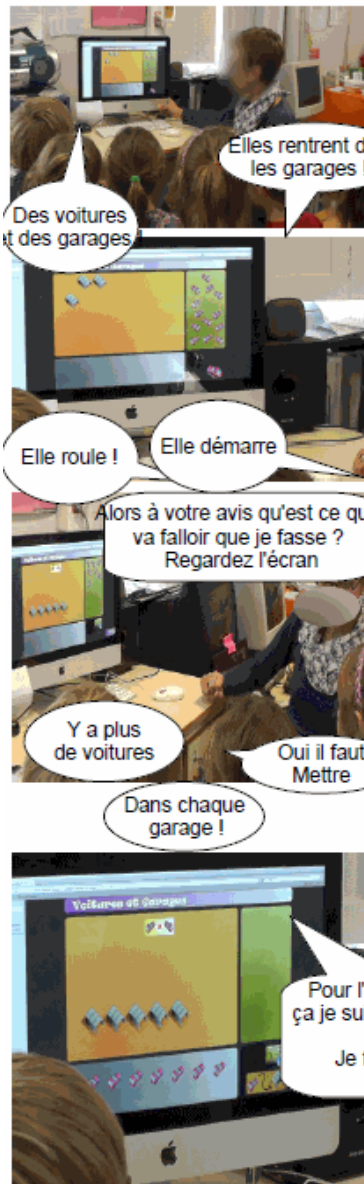 Elles rentrent d
les garages !
Des voitures
et des garages !
Elle roule !
Elle démarre
Alors à votre avis qu'est ce qu
va falloir que je fasse ?
Regardez l'écran
Y a plus
de voitures
Oui il faut
Mettre
Dans chaque
garage !
Voitures et Garages
Pour l'
ça je su
Je